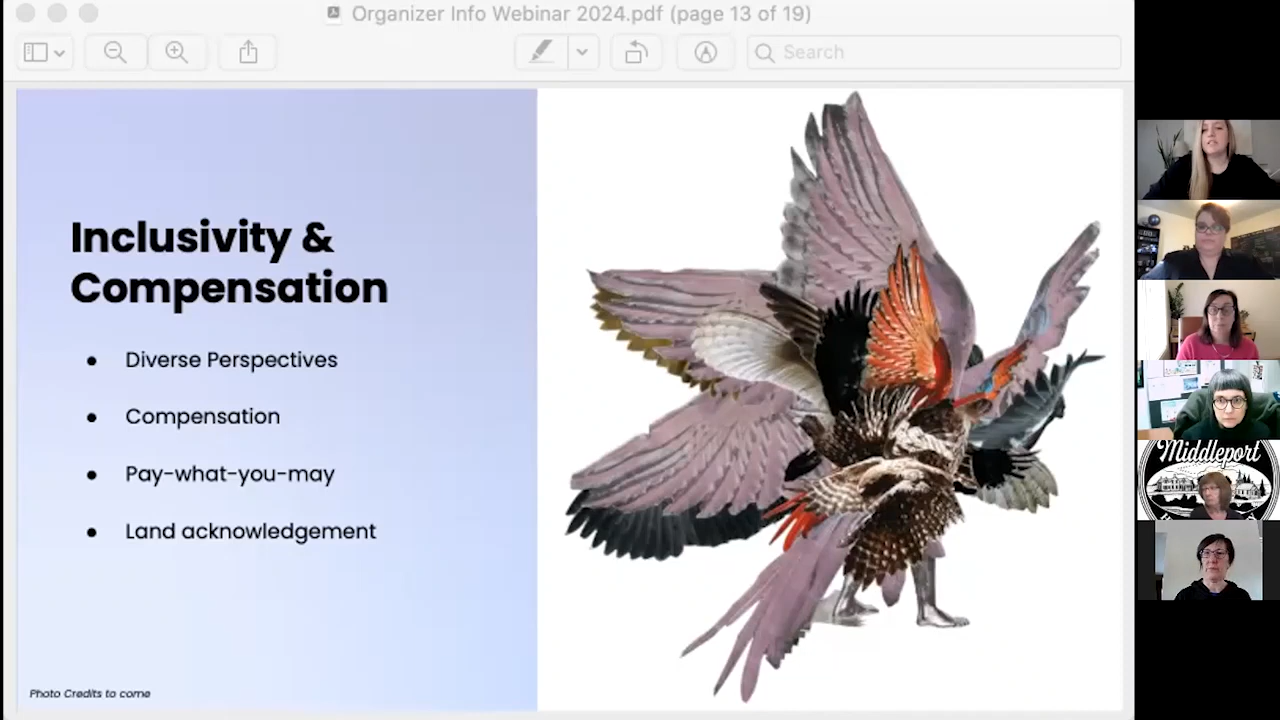 Organizer Info Webinar 2024.pdf (page 13 of 19)
Search
Inclusivity &
Compensation
● Diverse Perspectives
● Compensation
● Pay-what-you-may
● Land acknowledgement
Photo Credits to come
Middleport